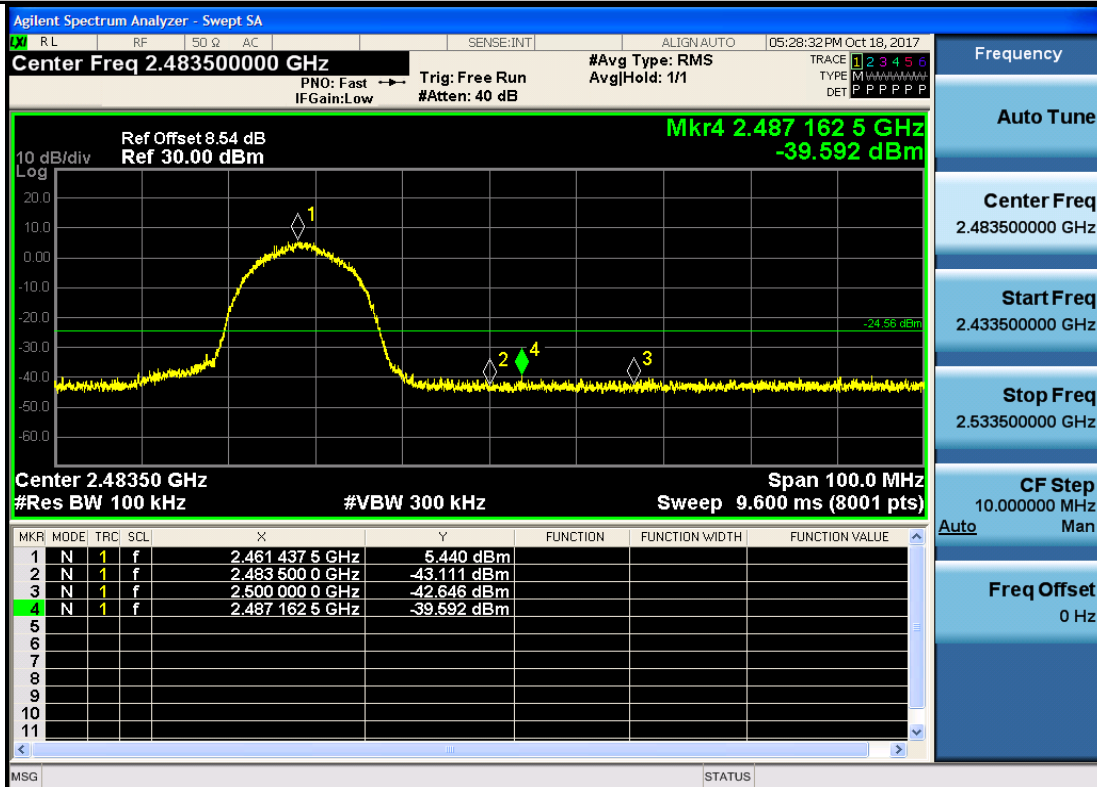 Agilent Spectrum Analyzer - Swept SA
LXI RL RF 50 Ω AC SENSE:INT ALIGN AUTO 05:28:32 PM Oct 18, 2017
Center Freq 2.483500000 GHz
PNO: Fast
IFGain:Low
Trig: Free Run
#Atten: 40 dB
#Avg Type: RMS
Avg|Hold: 1/1
TRACE 1 2 3 4 5 6
TYPE M W W W W W
DET P P P P P P
Ref Offset 8.54 dB
10 dB/div Ref 30.00 dBm
Log
Mkr4 2.487 162 5 GHz
-39.592 dBm
20.0
10.0
0.00
-10.0
-20.0
-30.0
-40.0
-50.0
-60.0
1
-24.56 dBm
2 4 3
Center 2.48350 GHz Span 100.0 MHz
#Res BW 100 kHz #VBW 300 kHz Sweep 9.600 ms (8001 pts)
MKR MODE TRC SCL X Y FUNCTION FUNCTION WIDTH FUNCTION VALUE
1 N 1 f 2.461 437 5 GHz 5.440 dBm
2 N 1 f 2.483 500 0 GHz -43.111 dBm
3 N 1 f 2.500 000 0 GHz -42.646 dBm
4 N 1 f 2.487 162 5 GHz -39.592 dBm
5
6
7
8
9
10
11
MSG STATUS
Frequency
Auto Tune
Center Freq
2.483500000 GHz
Start Freq
2.433500000 GHz
Stop Freq
2.533500000 GHz
CF Step
10.000000 MHz
Auto Man
Freq Offset
0 Hz